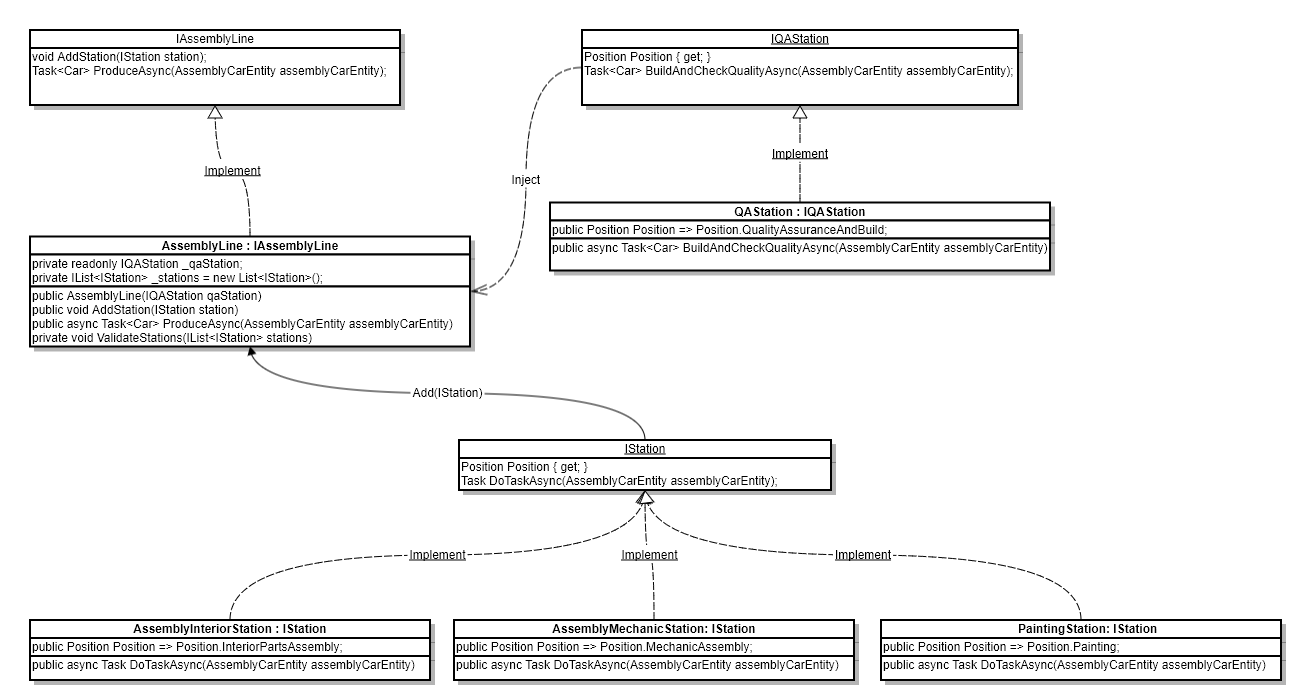 IAssemblyLine
void AddStation(IStation station);
Task<Car> ProduceAsync(AssemblyCarEntity assemblyCarEntity);
IQAStation
Position Position { get; }
Task<Car> BuildAndCheckQualityAsync(AssemblyCarEntity assemblyCarEntity);
Implement
Implement
Inject
QAStation : IQAStation
public Position Position => Position.QualityAssuranceAndBuild;
public async Task<Car> BuildAndCheckQualityAsync(AssemblyCarEntity assemblyCarEntity)
AssemblyLine : IAssemblyLine
private readonly IQAStation _qaStation;
private IList<IStation> _stations = new List<IStation>();
public AssemblyLine(IQAStation qaStation)
public void AddStation(IStation station)
public async Task<Car> ProduceAsync(AssemblyCarEntity assemblyCarEntity)
private void ValidateStations(IList<IStation> stations)
Add(IStation)
IStation
Position Position { get; }
Task DoTaskAsync(AssemblyCarEntity assemblyCarEntity);
Implement
Implement
Implement
AssemblyInteriorStation : IStation
public Position Position => Position.InteriorPartsAssembly;
public async Task DoTaskAsync(AssemblyCarEntity assemblyCarEntity)
AssemblyMechanicStation: IStation
public Position Position => Position.MechanicAssembly;
public async Task DoTaskAsync(AssemblyCarEntity assemblyCarEntity)
PaintingStation: IStation
public Position Position => Position.Painting;
public async Task DoTaskAsync(AssemblyCarEntity assemblyCarEntity)